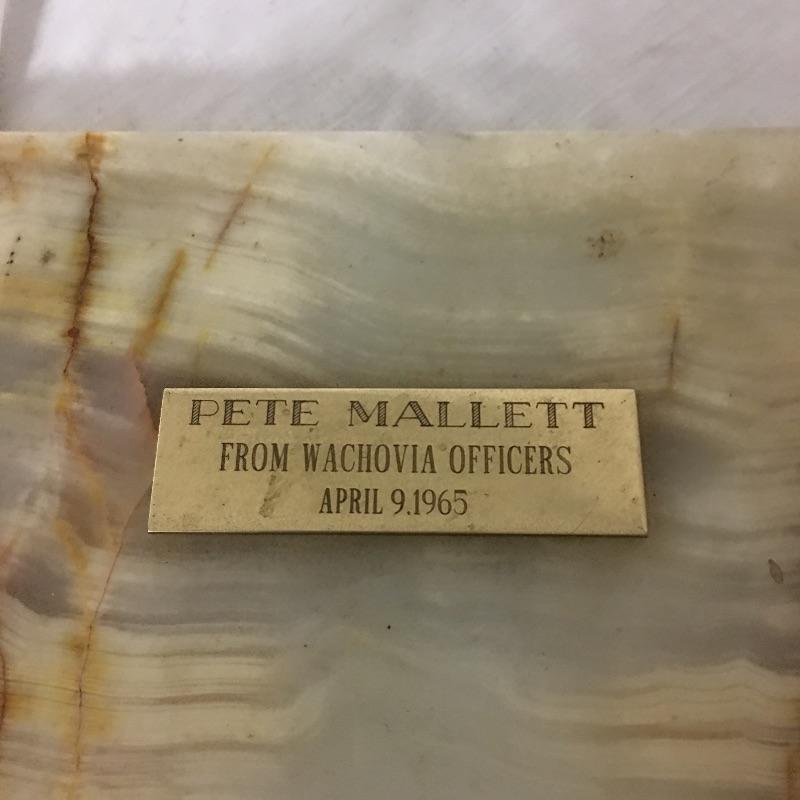 PETE MALLETT
FROM WACHOVIA OFFICERS
APRIL 9.1965